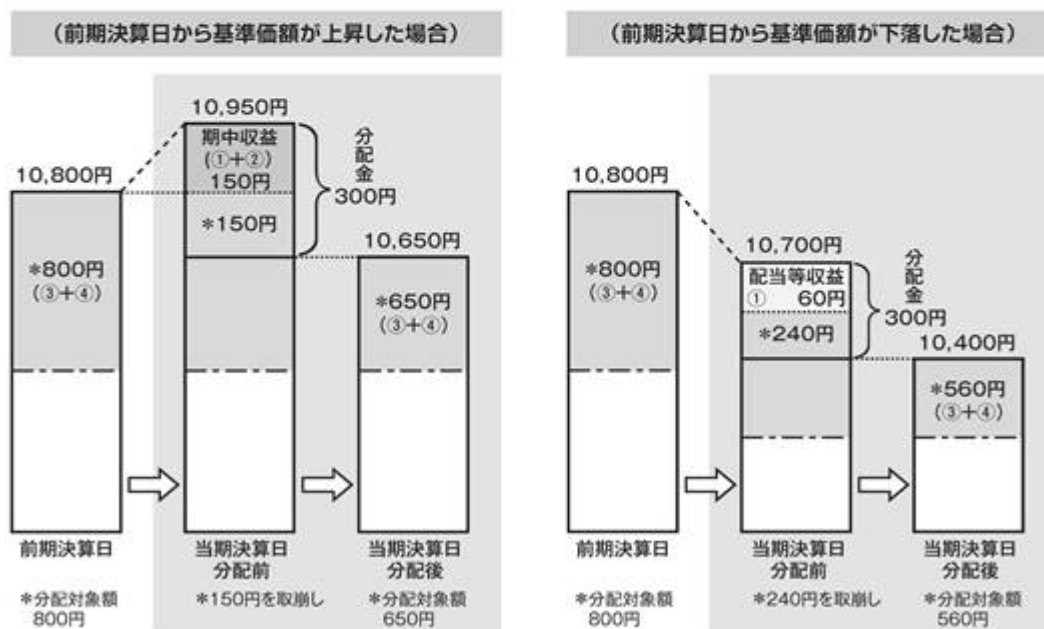 (前期決算日から基準価額が上昇した場合)
10,950円
期中収益
(①+②)
150円
*150円
分配金
300円
10,800円
*800円
(③+④)
10,650円
*650円
(③+④)
前期決算日
当期決算日
分配前
当期決算日
分配後
*分配対象額
800円
*150円を取崩し
*分配対象額
650円
(前期決算日から基準価額が下落した場合)
10,800円
*800円
(③+④)
10,700円
配当等収益
① 60円
*240円
分配金
300円
10,400円
*560円
(③+④)
前期決算日
当期決算日
分配前
当期決算日
分配後
*分配対象額
800円
*240円を取崩し
*分配対象額
560円